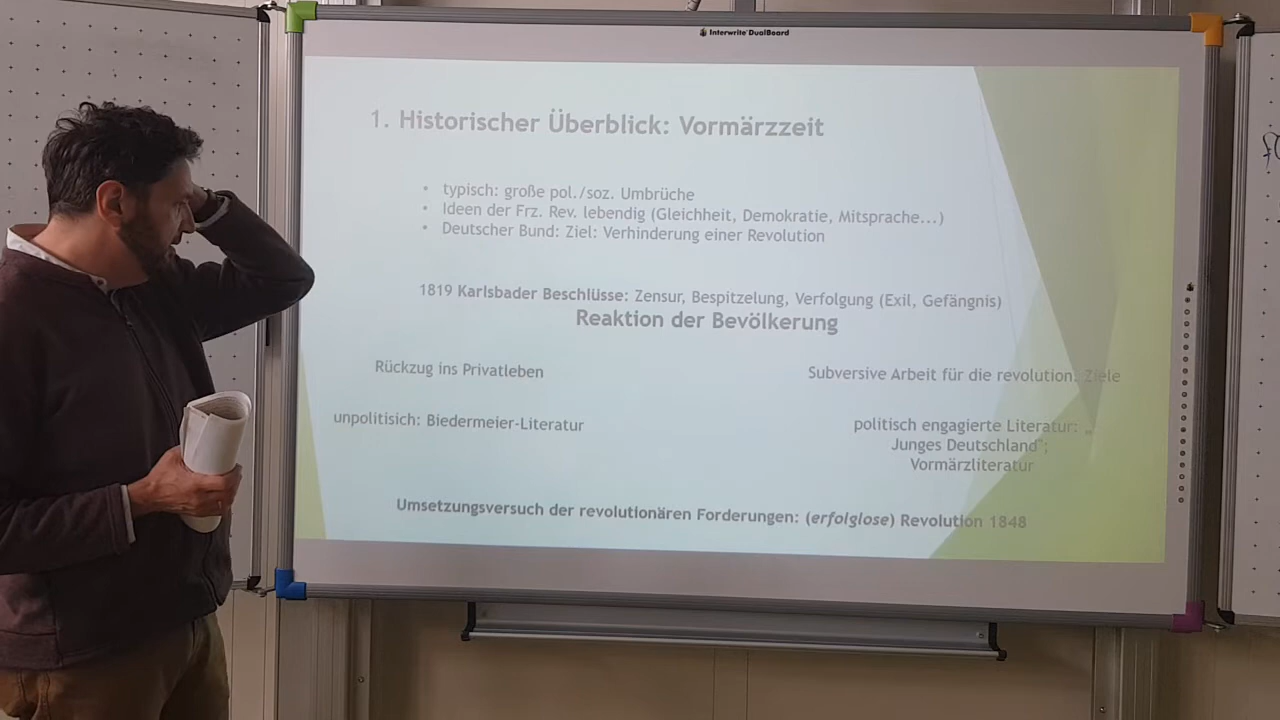 Interwrite DualBoard
1. Historischer Überblick: Vormärzzeit
• typisch: große pol./soz. Umbrüche
• Ideen der Frz. Rev. lebendig (Gleichheit, Demokratie, Mitsprache...)
• Deutscher Bund: Ziel: Verhinderung einer Revolution
1819 Karlsbader Beschlüsse: Zensur, Bespitzelung, Verfolgung (Exil, Gefängnis)
Reaktion der Bevölkerung
Rückzug ins Privatleben
Subversive Arbeit für die revolution. Ziele
unpolitisich: Biedermeier-Literatur
politisch engagierte Literatur: „
Junges Deutschland";
Vormärzliteratur
Umsetzungsversuch der revolutionären Forderungen: (erfolglose) Revolution 1848